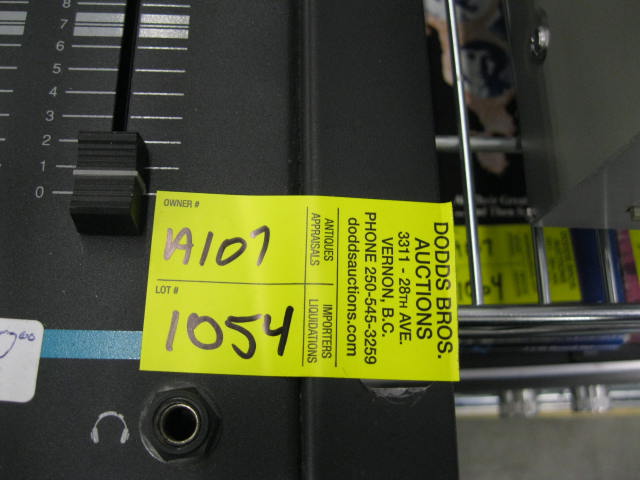 8
7
6
5
4
3
2
1
0
OWNER #
A107
LOT #
1054
ANTIQUES
APPRAISALS
IMPORTERS
LIQUIDATIONS
DODDS BROS.
AUCTIONS
3311 - 28TH AVE.
VERNON, B.C.
PHONE 250-545-3259
doddsauctions.com